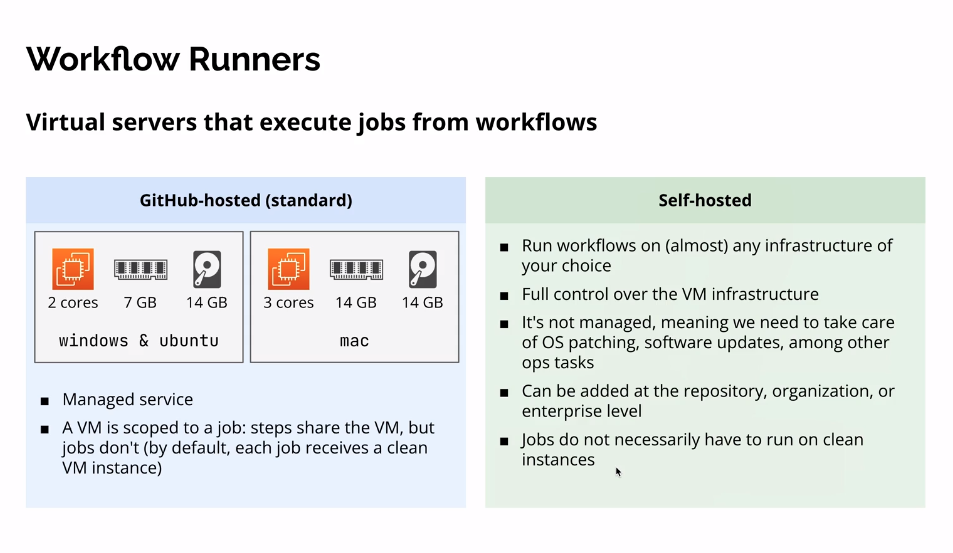 Workflow Runners
Virtual servers that execute jobs from workflows
GitHub-hosted (standard)
2 cores 7 GB 14 GB
windows & ubuntu
3 cores 14 GB 14 GB
mac
▪ Managed service
▪ A VM is scoped to a job: steps share the VM, but
jobs don't (by default, each job receives a clean
VM instance)
Self-hosted
▪ Run workflows on (almost) any infrastructure of
your choice
▪ Full control over the VM infrastructure
▪ It's not managed, meaning we need to take care
of OS patching, software updates, among other
ops tasks
▪ Can be added at the repository, organization, or
enterprise level
▪ Jobs do not necessarily have to run on clean
instances